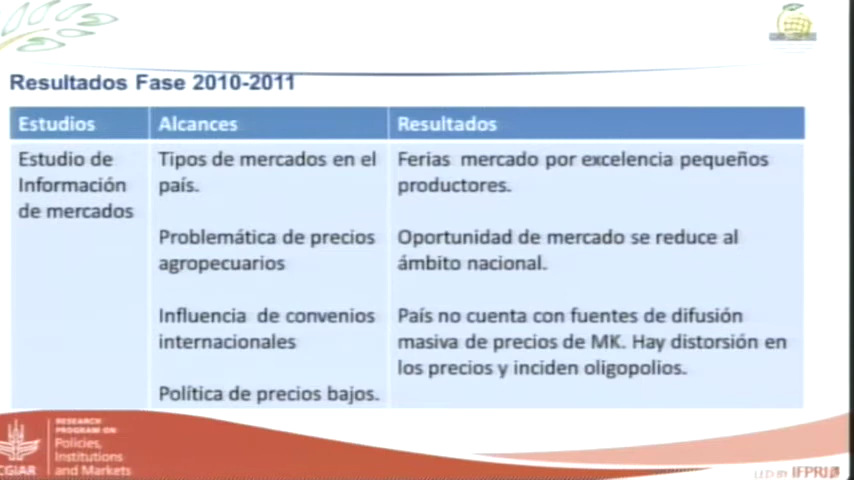 Resultados Fase 2010-2011
Estudios
Alcances
Resultados
Estudio de
Información
de mercados
Tipos de mercados en el
país.
Problemática de precios
agropecuarios
Influencia de convenios
internacionales
Política de precios bajos.
Ferias mercado por excelencia pequeños
productores.
Oportunidad de mercado se reduce al
ámbito nacional.
País no cuenta con fuentes de difusión
masiva de precios de MK. Hay distorsión en
los precios y inciden oligopolios.
CGIAR
RESEARCH
PROGRAM ON
Policies,
Institutions
and Markets
LED BY IFPRI